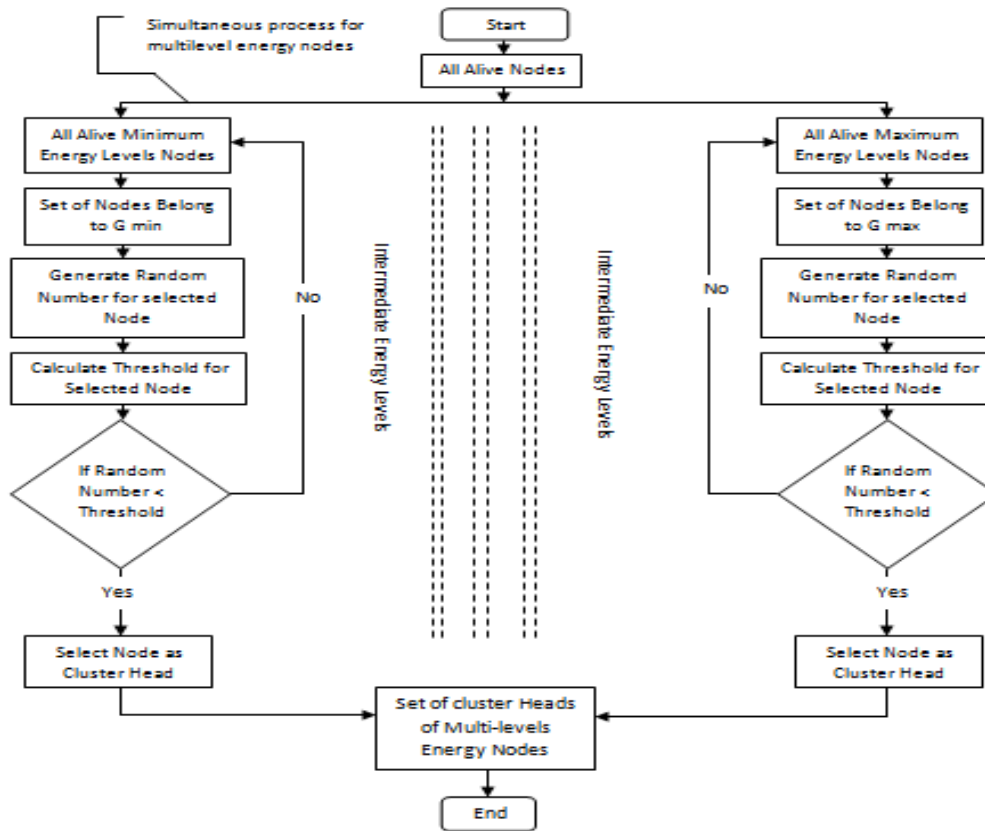 Simultaneous process for
multilevel energy nodes
Start
All Alive Nodes
All Alive Minimum
Energy Levels Nodes
Set of Nodes Belong
to G min
Generate Random
Number for selected
Node
Calculate Threshold for
Selected Node
If Random
Number <
Threshold
No
Yes
Select Node as
Cluster Head
Intermediate Energy Levels
Intermediate Energy Levels
All Alive Maximum
Energy Levels Nodes
Set of Nodes Belong
to G max
Generate Random
Number for selected
Node
Calculate Threshold for
Selected Node
If Random
Number <
Threshold
No
Yes
Select Node as
Cluster Head
Set of cluster Heads
of Multi-levels
Energy Nodes
End